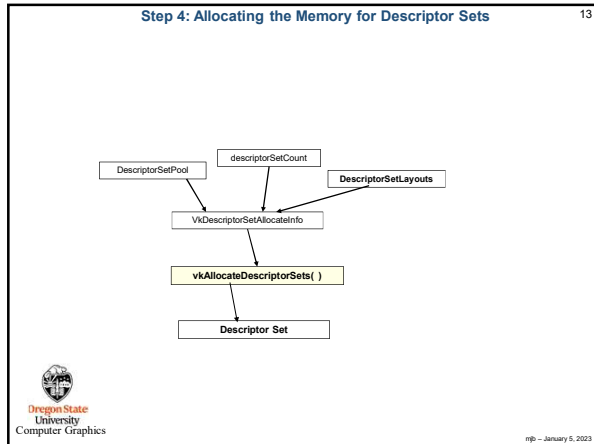 Step 4: Allocating the Memory for Descriptor Sets
13
DescriptorSetPool
descriptorSetCount
DescriptorSetLayouts
VkDescriptorSetAllocateInfo
vkAllocateDescriptorSets( )
Descriptor Set
Oregon State
University
Computer Graphics
mjb – January 5, 2023